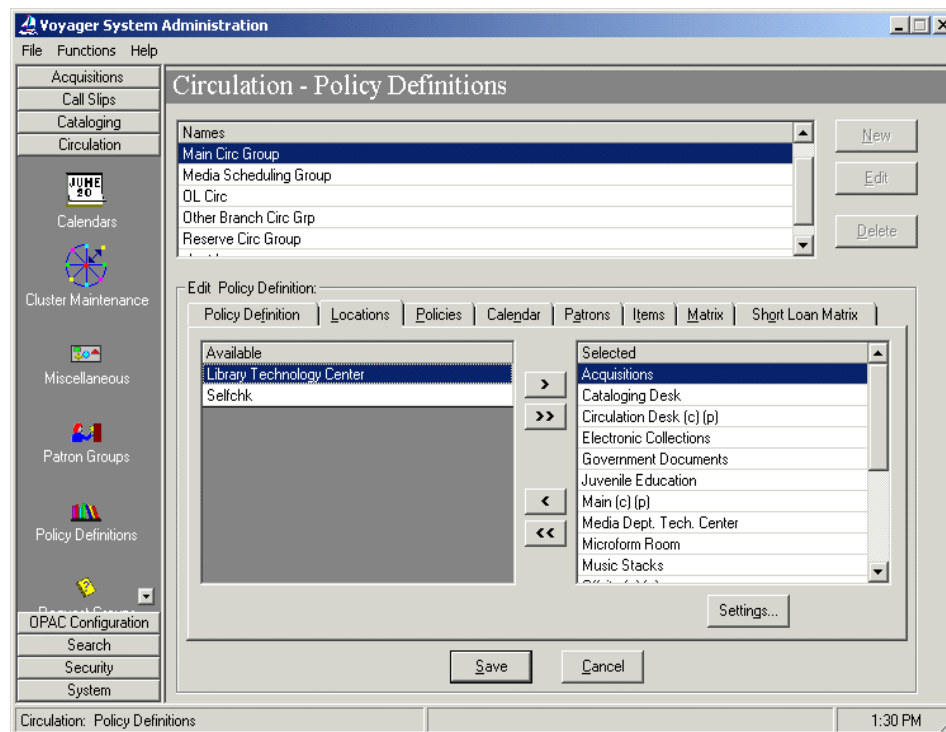 Voyager System Administration
File Functions Help
Acquisitions
Call Slips
Cataloging
Circulation
JUNE
20
Calendars
Cluster Maintenance
Miscellaneous
Patron Groups
Policy Definitions
Request Groups
OPAC Configuration
Search
Security
System
Circulation - Policy Definitions
Names
Main Circ Group
Media Scheduling Group
OL Circ
Other Branch Circ Grp
Reserve Circ Group
New
Edit
Delete
Edit Policy Definition:
Policy Definition Locations Policies Calendar Patrons Items Matrix Short Loan Matrix
Available
Library Technology Center
Selfchk
>
>>
<
<<
Selected
Acquisitions
Cataloging Desk
Circulation Desk (c) (p)
Electronic Collections
Government Documents
Juvenile Education
Main (c) (p)
Media Dept. Tech. Center
Microform Room
Music Stacks
Settings...
Save Cancel
Circulation: Policy Definitions
1:30 PM